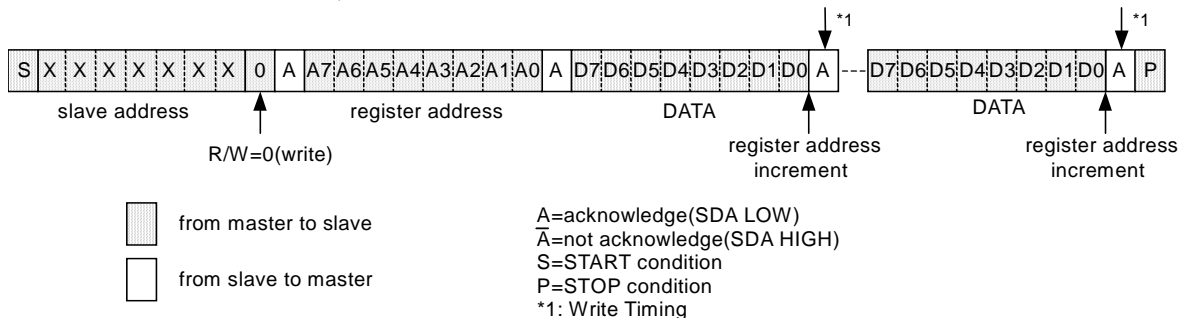 *1 *1
S X X X X X X X 0 A A7 A6 A5 A4 A3 A2 A1 A0 A D7 D6 D5 D4 D3 D2 D1 D0 A D7 D6 D5 D4 D3 D2 D1 D0 A P
slave address register address DATA DATA
R/W=0(write)
register address
increment
register address
increment
from master to slave
from slave to master
A=acknowledge(SDA LOW)
A̅=not acknowledge(SDA HIGH)
S=START condition
P=STOP condition
*1: Write Timing